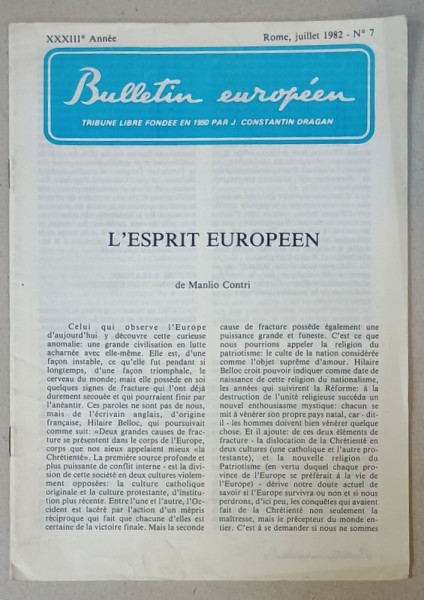 XXXIIIe Année
Rome, juillet 1982 - N° 7
Bulletin européen
TRIBUNE LIBRE FONDEE EN 1950 PAR J. CONSTANTIN DRAGAN
L'ESPRIT EUROPEEN
de Manlio Contri
Celui qui observe l'Europe
d'aujourd'hui y découvre cette curieuse
anomalie: une grande civilisation en lutte
acharnée avec elle-même. Elle est, d'une
façon instable, ce qu'elle fut pendant si
longtemps, d'une façon triomphale, le
cerveau du monde; mais elle possède en soi
quelques signes de fracture qui l'ont déjà
durement secouée et qui pourraient finir par
l'anéantir. Ces paroles ne sont pas de nous,
mais de l'écrivain anglais, d'origine
française, Hilaire Belloc, qui poursuivait
comme suit: «Deux grandes causes de frac-
ture se présentent dans le corps de l'Europe,
corps que nos aieux appelaient mieux «la
Chrétienté». La première source profonde et
plus puissante de conflit interne - est la divi-
sion de cette société en deux cultures violem-
ment opposées: la culture catholique
originale et la culture protestante, d'institu-
tion plus récente. Entre l'une et l'autre, l'Oc-
cident est lacéré par l'action d'un mépris
réciproque qui fait que chacune d'elles est
certaine de la victoire finale. Mais la seconde
cause de fracture possède également une
puissance grande et funeste. C'est ce que
nous pourrions appeler la religion du
patriotisme: le culte de la nation considérée
comme l'objet suprême d'amour. Hilaire
Belloc croit pouvoir indiquer comme date de
naissance de cette religion du nationalisme,
les années qui suivirent la Réforme: à la
destruction de l'unité religieuse succéda un
nouvel enthousiasme mystique: chacun se
mit à vénérer son propre pays natal, car - dit-
il - les hommes doivent bien vénérer quelque
chose. Et il ajoute: de ces deux éléments de
fracture - la dislocation de la Chrétienté en
deux cultures (une catholique et l'autre pro-
testante), et la nouvelle religion du
Patriotisme (en vertu duquel chaque pro-
vince de l'Europe se préférait à la vie de
l'Europe) - dérive notre doute actuel de
savoir si l'Europe survivra ou non et si nous
perdrons, d'ici peu, les conquêtes qui avaient
fait de la Chrétienté non seulement la
maîtresse, mais le précepteur du monde en-
tier. C'est à se demander si nous ne sommes